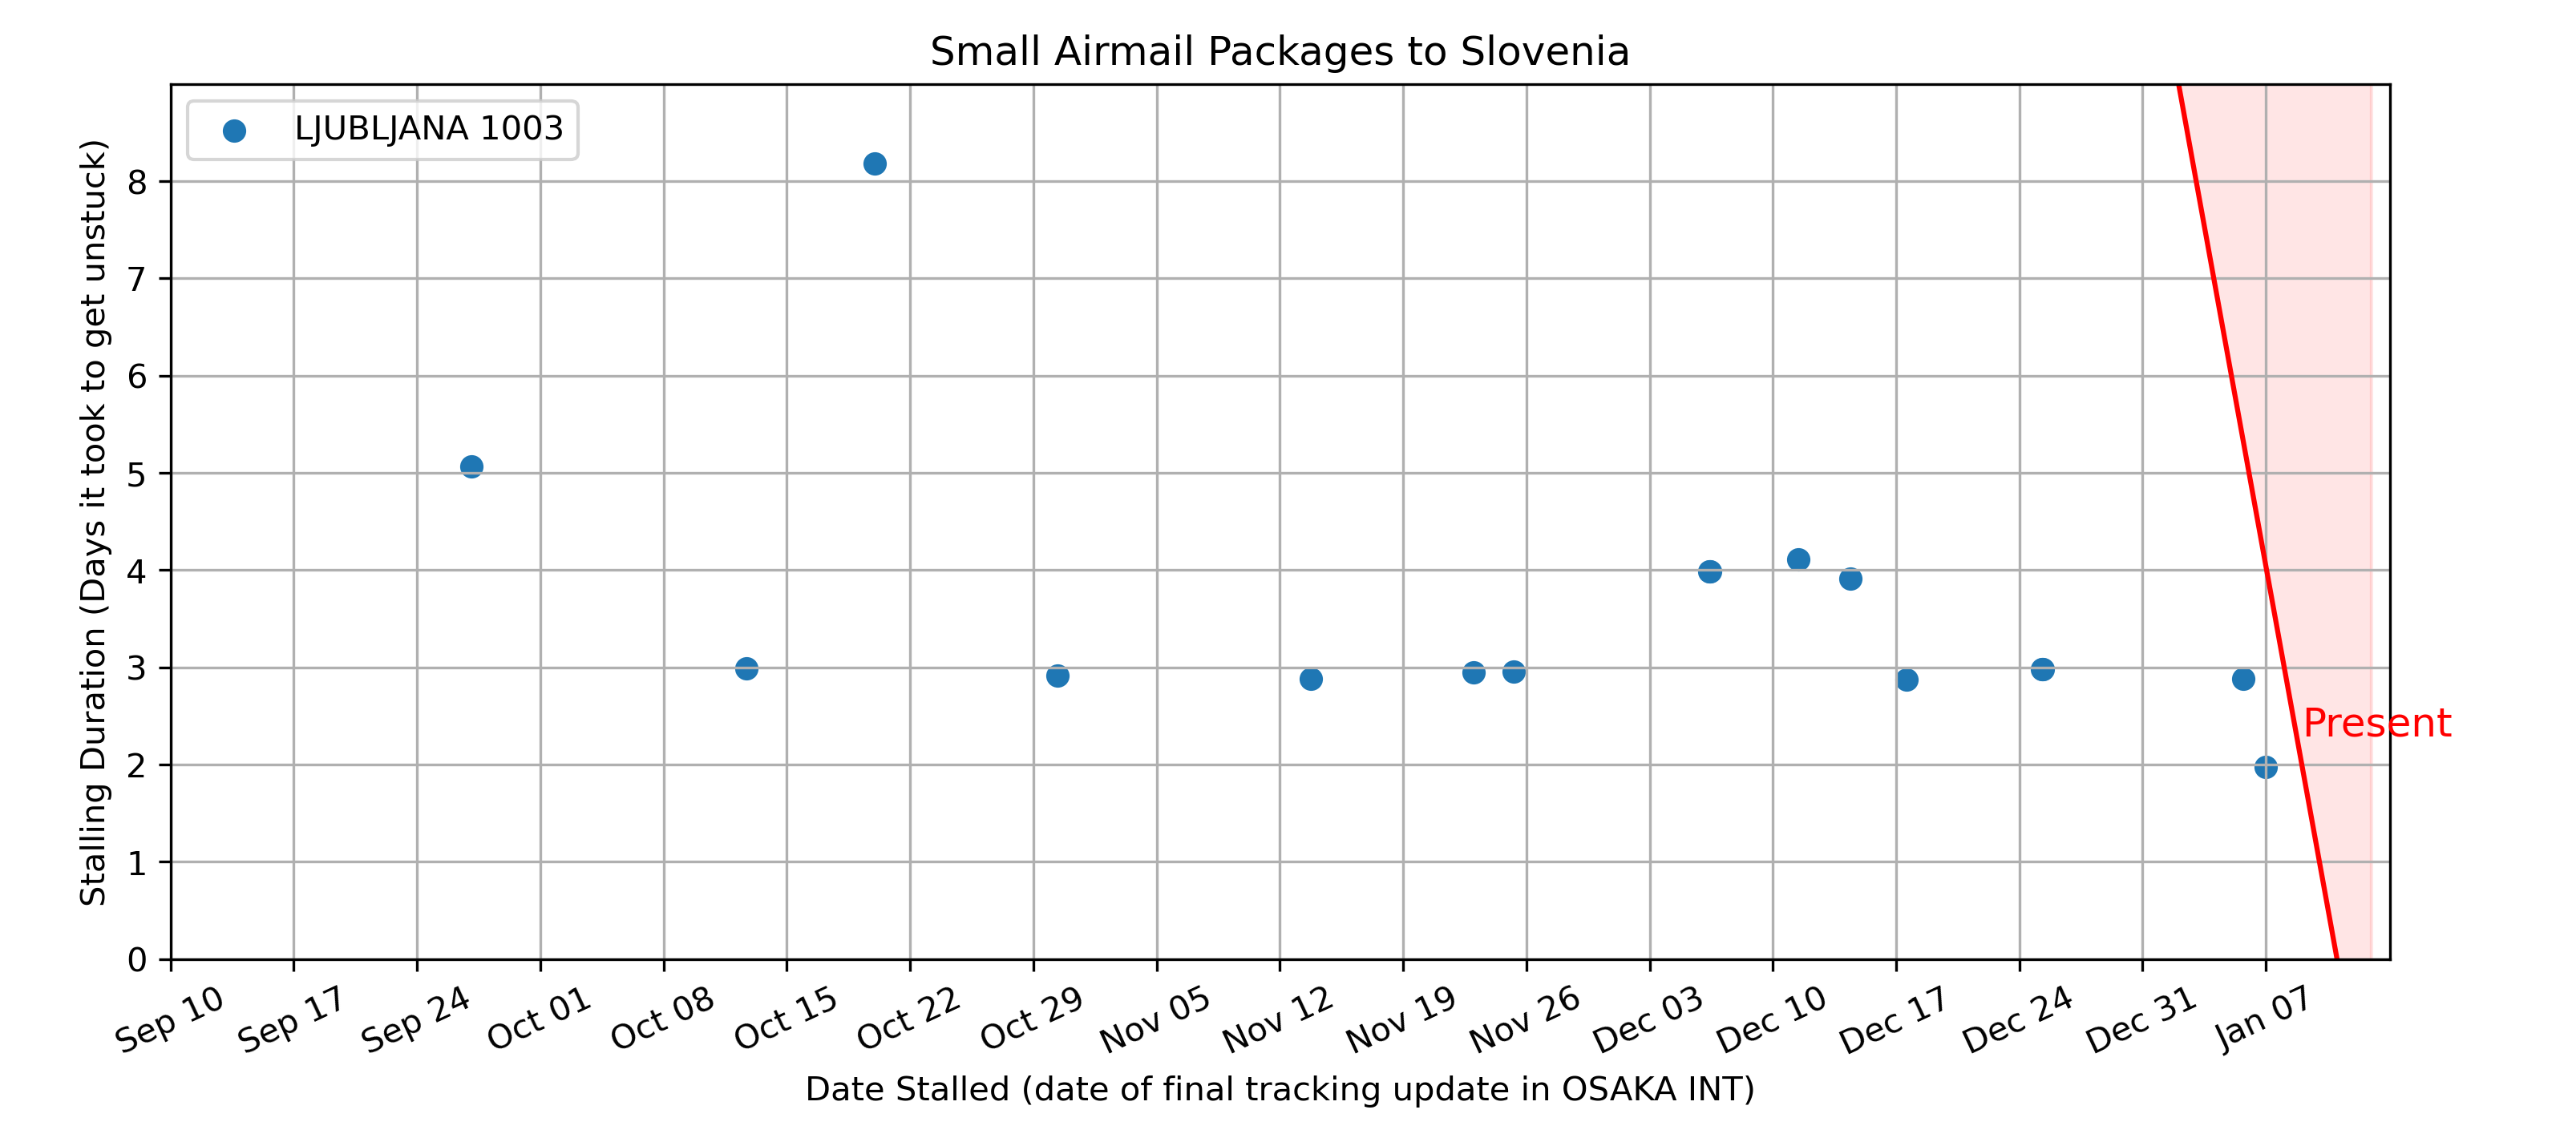 Small Airmail Packages to Slovenia
LJUBLJANA 1003
Stalling Duration (Days it took to get unstuck)
8
7
6
5
4
3
2
1
0
Present
Sep 10
Sep 17
Sep 24
Oct 01
Oct 08
Oct 15
Oct 22
Oct 29
Nov 05
Nov 12
Nov 19
Nov 26
Dec 03
Dec 10
Dec 17
Dec 24
Dec 31
Jan 07
Date Stalled (date of final tracking update in OSAKA INT)